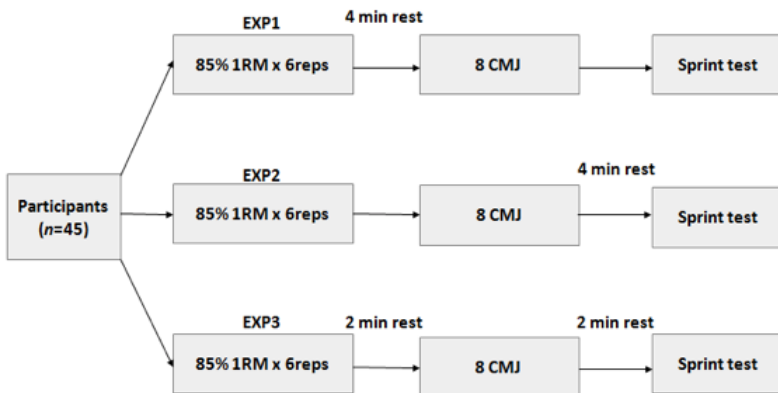 EXP1
4 min rest
85% 1RM x 6reps
8 CMJ
Sprint test
EXP2
4 min rest
Participants
(n=45)
85% 1RM x 6reps
8 CMJ
Sprint test
EXP3
2 min rest
2 min rest
85% 1RM x 6reps
8 CMJ
Sprint test